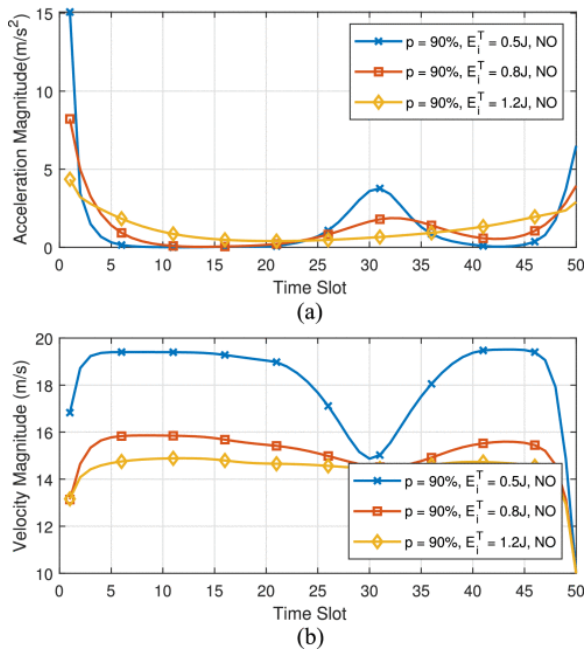 15
10
5
0
Acceleration Magnitude(m/s²)
p = 90%, E_i^T = 0.5J, NO
p = 90%, E_i^T = 0.8J, NO
p = 90%, E_i^T = 1.2J, NO
0 5 10 15 20 25 30 35 40 45 50
Time Slot
(a)
20
18
16
14
12
10
Velocity Magnitude (m/s)
p = 90%, E_i^T = 0.5J, NO
p = 90%, E_i^T = 0.8J, NO
p = 90%, E_i^T = 1.2J, NO
0 5 10 15 20 25 30 35 40 45 50
Time Slot
(b)